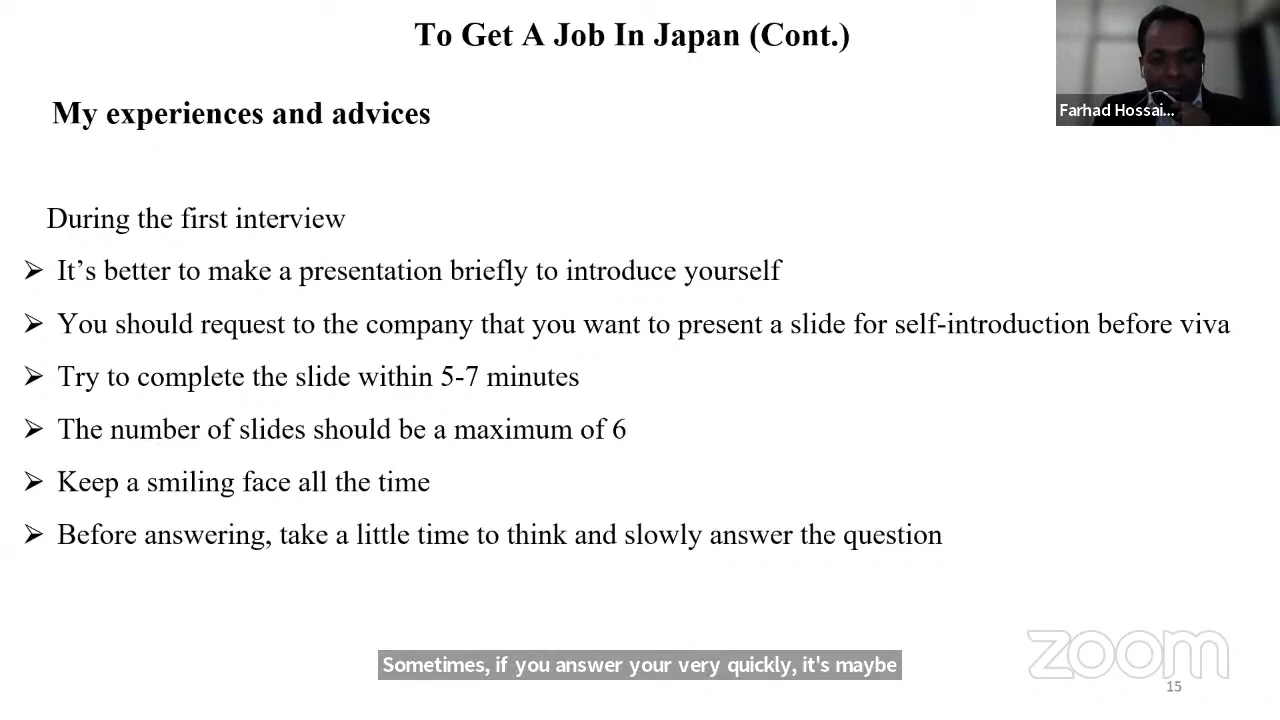 To Get A Job In Japan (Cont.)
Farhad Hossai...
My experiences and advices
During the first interview
➢ It's better to make a presentation briefly to introduce yourself
➢ You should request to the company that you want to present a slide for self-introduction before viva
➢ Try to complete the slide within 5-7 minutes
➢ The number of slides should be a maximum of 6
➢ Keep a smiling face all the time
➢ Before answering, take a little time to think and slowly answer the question
Sometimes, if you answer your very quickly, it's maybe
zoom
15